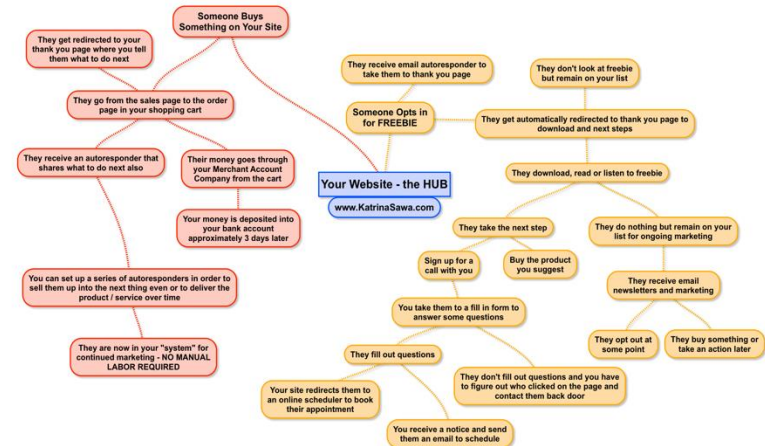 Someone Buys
Something on Your Site
They get redirected to your
thank you page where you tell
them what to do next
They go from the sales page to the order
page in your shopping cart
They receive an autoresponder that
shares what to do next also
Their money goes through
your Merchant Account
Company from the cart
Your money is deposited into
your bank account
approximately 3 days later
You can set up a series of autoresponders in order to
sell them up into the next thing even or to deliver the
product / service over time
They are now in your "system" for
continued marketing - NO MANUAL
LABOR REQUIRED
Your Website - the HUB
www.KatrinaSawa.com
Someone Opts in
for FREEBIE
They receive email autoresponder to
take them to thank you page
They get automatically redirected to thank you page to
download and next steps
They don't look at freebie
but remain on your list
They download, read or listen to freebie
They take the next step
Sign up for a
call with you
Buy the product
you suggest
You take them to a fill in form to
answer some questions
They fill out questions
Your site redirects them to
an online scheduler to book
their appointment
You receive a notice and send
them an email to schedule
They don't fill out questions and you have
to figure out who clicked on the page and
contact them back door
They do nothing but remain on your
list for ongoing marketing
They receive email
newsletters and marketing
They opt out at
some point
They buy something or
take an action later